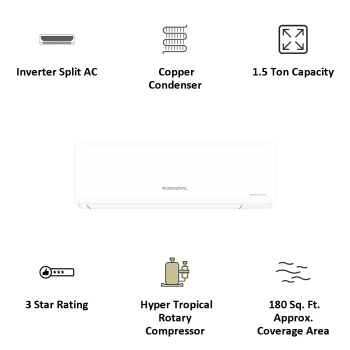 Inverter Split AC
Copper
Condenser
1.5 Ton Capacity
OGENERAL
3 Star Rating
Hyper Tropical
Rotary
Compressor
180 Sq. Ft.
Approx.
Coverage Area